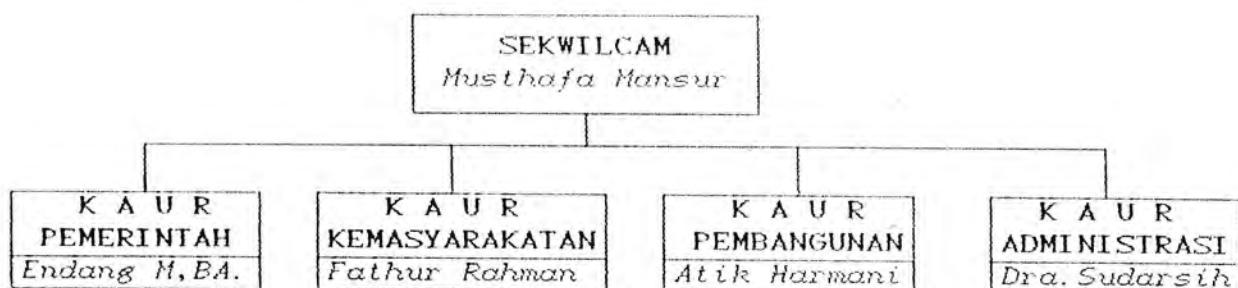 SEKWILCAM
Musthafa Mansur
K A U R
PEMERINTAH
Endang M,BA.
K A U R
KEMASYARAKATAN
Fathur Rahman
K A U R
PEMBANGUNAN
Atik Harmani
K A U R
ADMINISTRASI
Dra.Sudarsih